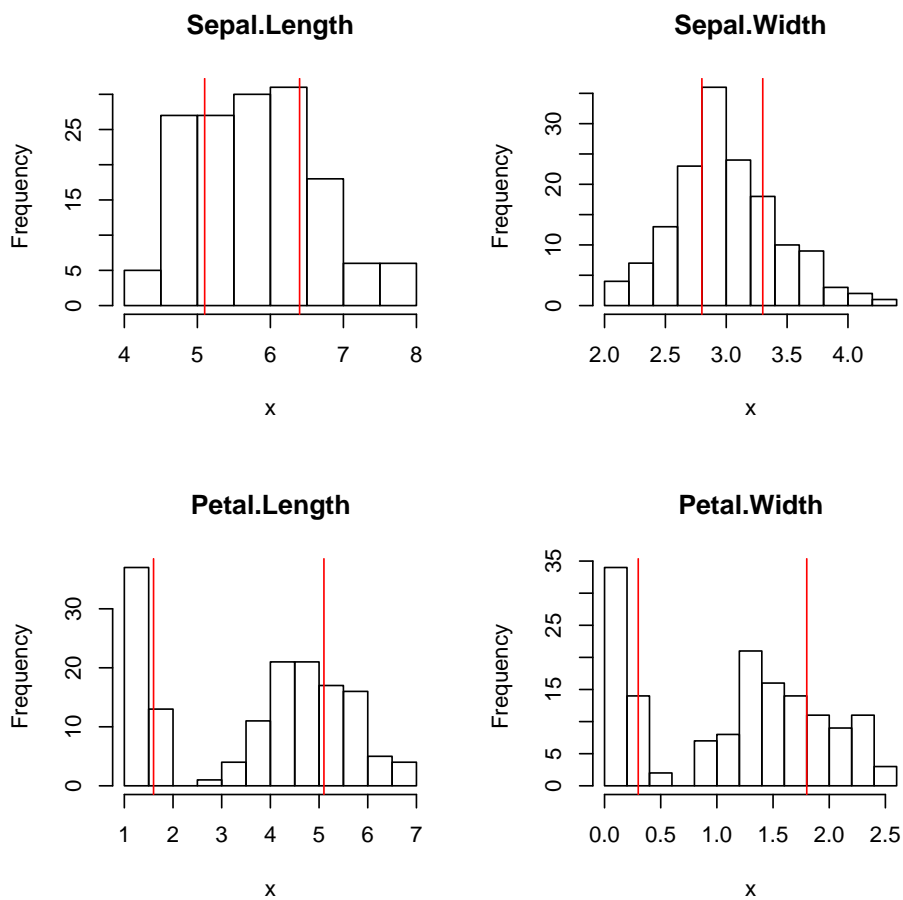 Sepal.Length
Frequency
5
15
25
4 5 6 7 8
x
Sepal.Width
Frequency
0
10
20
30
2.0 2.5 3.0 3.5 4.0
x
Petal.Length
Frequency
0
10
20
30
1 2 3 4 5 6 7
x
Petal.Width
Frequency
0
5
15
25
35
0.0 0.5 1.0 1.5 2.0 2.5
x